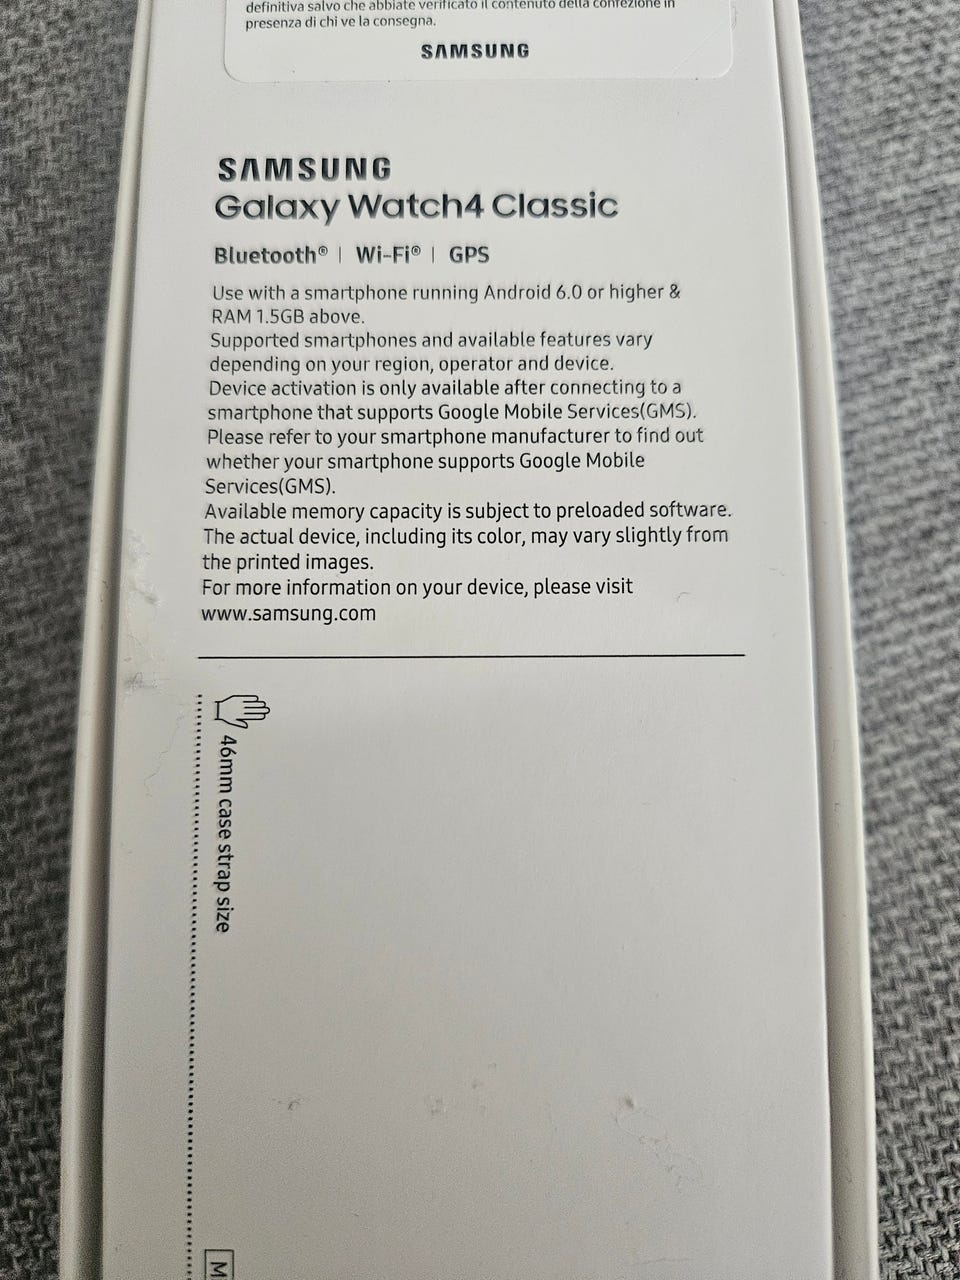 definitiva salvo che abbiate verificato il contenuto della confezione in
presenza di chi ve la consegna.
SAMSUNG
SAMSUNG
Galaxy Watch4 Classic
Bluetooth® | Wi-Fi® | GPS
Use with a smartphone running Android 6.0 or higher &
RAM 1.5GB above.
Supported smartphones and available features vary
depending on your region, operator and device.
Device activation is only available after connecting to a
smartphone that supports Google Mobile Services(GMS).
Please refer to your smartphone manufacturer to find out
whether your smartphone supports Google Mobile
Services(GMS).
Available memory capacity is subject to preloaded software.
The actual device, including its color, may vary slightly from
the printed images.
For more information on your device, please visit
www.samsung.com
46mm case strap size
M